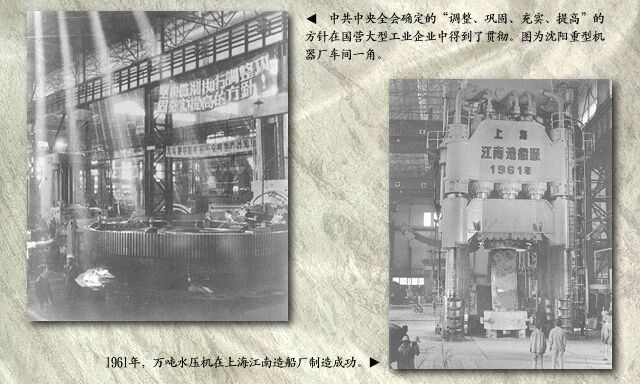 ◀ 中共中央全会确定的“调整、巩固、充实、提高”的
方针在国营大型工业企业中得到了贯彻。图为沈阳重型机
器厂车间一角。
上海
江南造船厰
1961年
1961年，万吨水压机在上海江南造船厂制造成功。▶